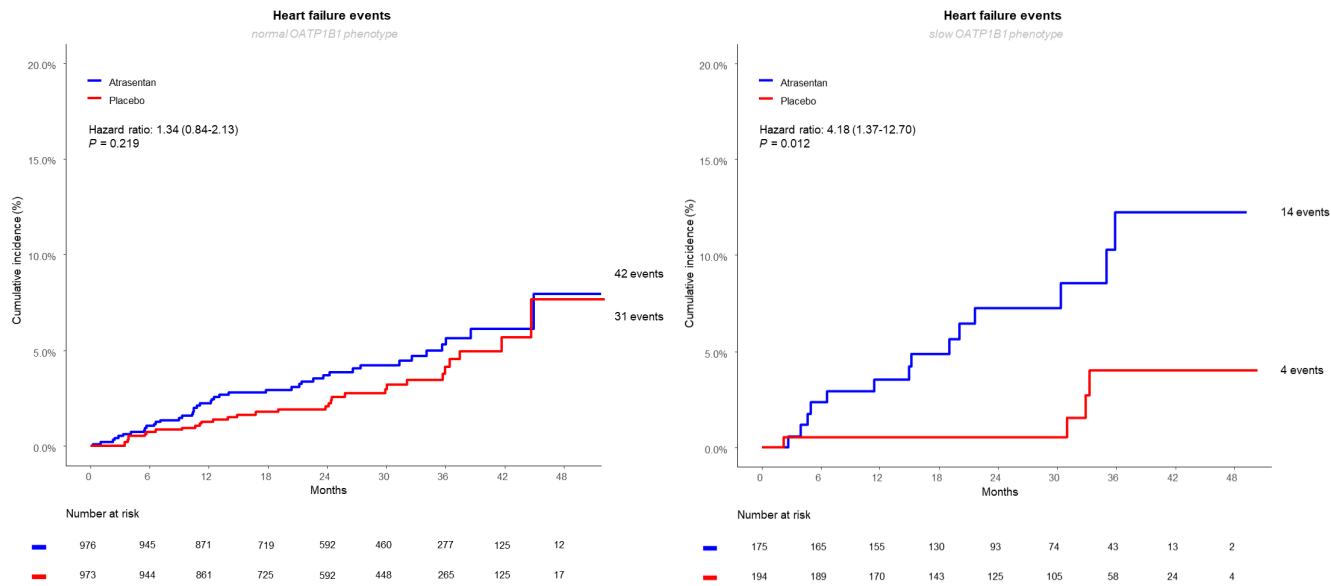 Heart failure events
normal OATP1B1 phenotype
20.0%
15.0%
10.0%
5.0%
0.0%
Cumulative incidence (%)
Atrasentan
Placebo
Hazard ratio: 1.34 (0.84-2.13)
P = 0.219
42 events
31 events
0 6 12 18 24 30 36 42 48
Months
Number at risk
976 945 871 719 592 460 277 125 12
973 944 861 725 592 448 265 125 17
Heart failure events
slow OATP1B1 phenotype
20.0%
15.0%
10.0%
5.0%
0.0%
Cumulative incidence (%)
Atrasentan
Placebo
Hazard ratio: 4.18 (1.37-12.70)
P = 0.012
14 events
4 events
0 6 12 18 24 30 36 42 48
Months
Number at risk
175 165 155 130 93 74 43 13 2
194 189 170 143 125 105 58 24 4